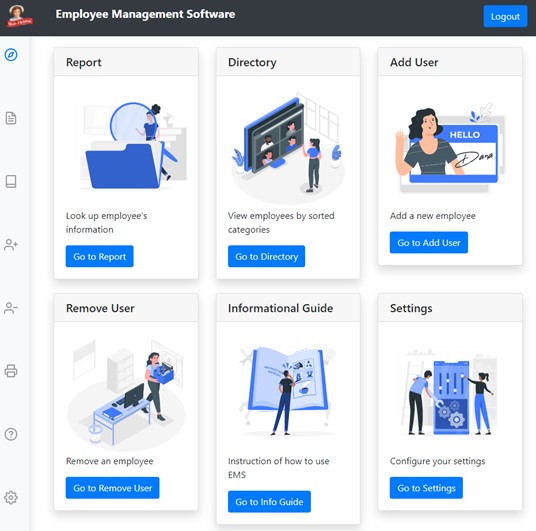 Employee Management Software
Logout
Report
Directory
Add User
HELLO
Dana
Look up employee's
information
Go to Report
View employees by sorted
categories
Go to Directory
Add a new employee
Go to Add User
Remove User
Informational Guide
Settings
Remove an employee
Go to Remove User
Instruction of how to use
EMS
Go to Info Guide
Configure your settings
Go to Settings